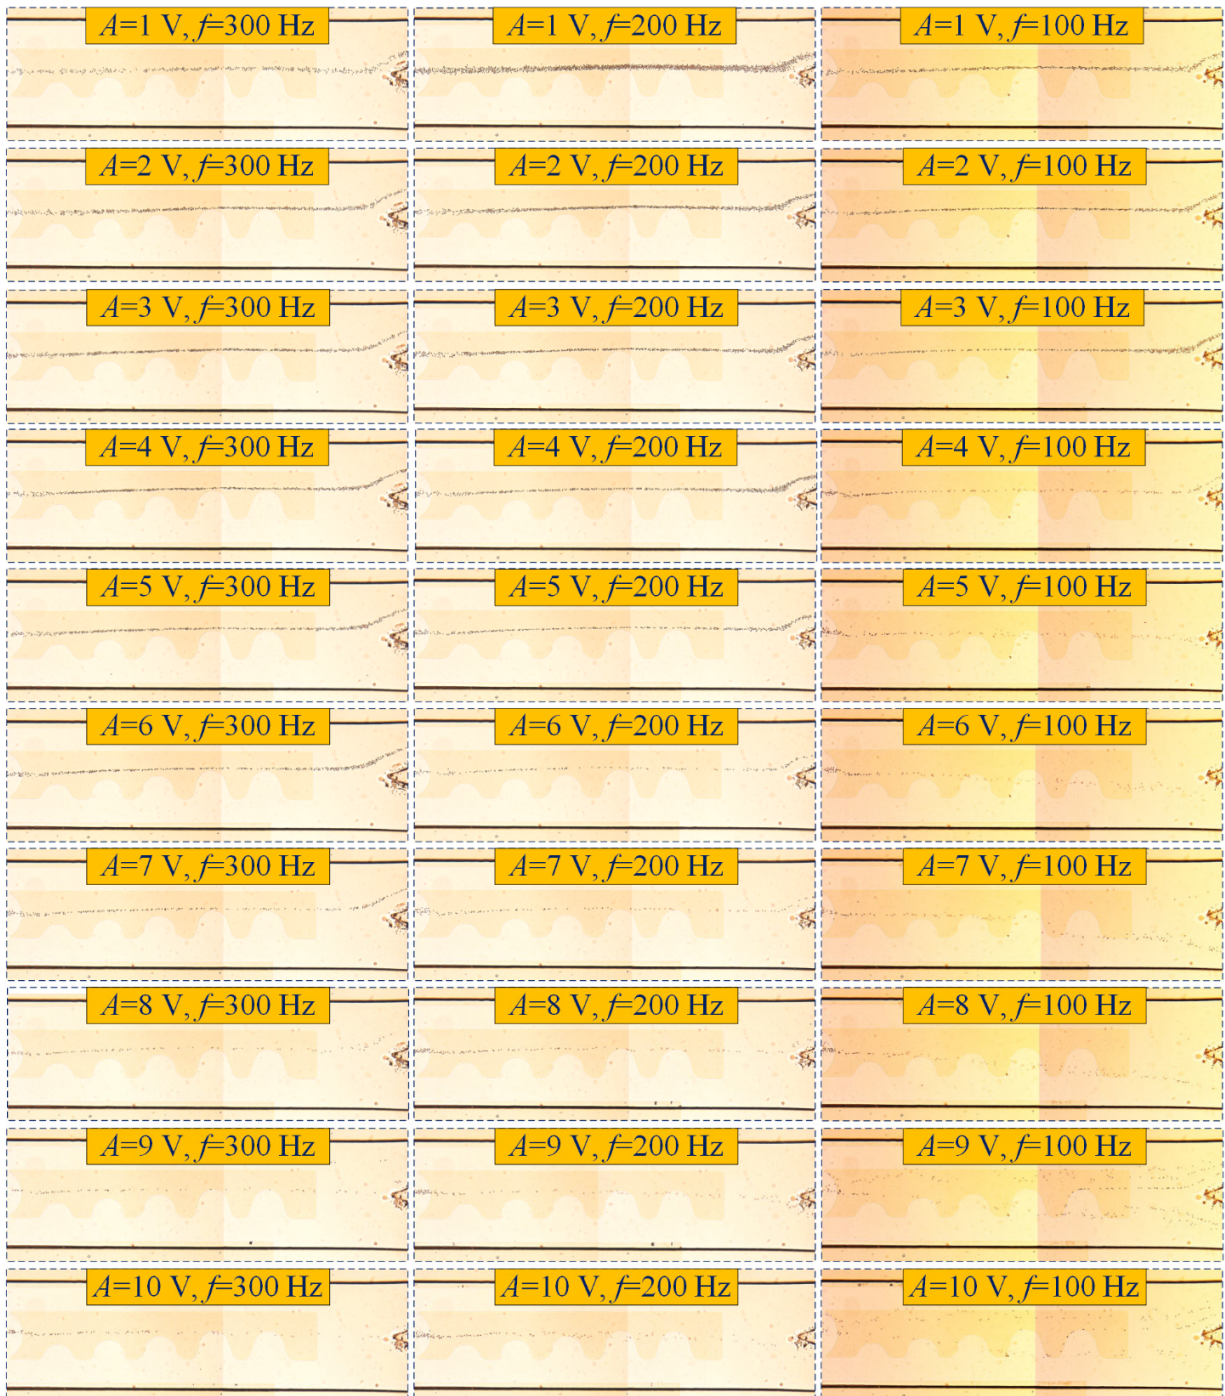 A=1 V, f=300 Hz
A=1 V, f=200 Hz
A=1 V, f=100 Hz
A=2 V, f=300 Hz
A=2 V, f=200 Hz
A=2 V, f=100 Hz
A=3 V, f=300 Hz
A=3 V, f=200 Hz
A=3 V, f=100 Hz
A=4 V, f=300 Hz
A=4 V, f=200 Hz
A=4 V, f=100 Hz
A=5 V, f=300 Hz
A=5 V, f=200 Hz
A=5 V, f=100 Hz
A=6 V, f=300 Hz
A=6 V, f=200 Hz
A=6 V, f=100 Hz
A=7 V, f=300 Hz
A=7 V, f=200 Hz
A=7 V, f=100 Hz
A=8 V, f=300 Hz
A=8 V, f=200 Hz
A=8 V, f=100 Hz
A=9 V, f=300 Hz
A=9 V, f=200 Hz
A=9 V, f=100 Hz
A=10 V, f=300 Hz
A=10 V, f=200 Hz
A=10 V, f=100 Hz